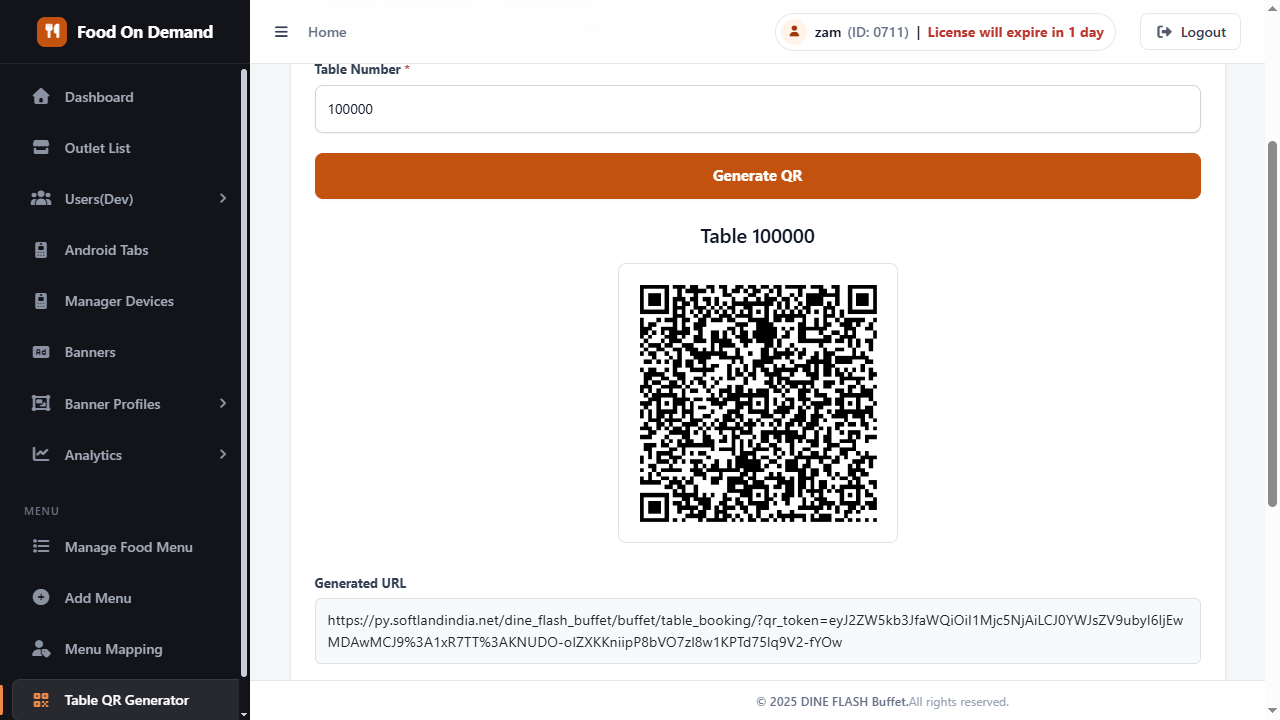 Food On Demand
Home
zam (ID: 0711) | License will expire in 1 day
Logout
Dashboard
Outlet List
Users(Dev)
Android Tabs
Manager Devices
Banners
Banner Profiles
Analytics
MENU
Manage Food Menu
Add Menu
Menu Mapping
Table QR Generator
Table Number *
100000
Generate QR
Table 100000
Generated URL
https://py.softlandindia.net/dine_flash_buffet/buffet/table_booking/?qr_token=eyJ2ZW5kb3JfaWQiOiI1Mjc5NjAiLCJ0YWJsZV9ubyI6IjEw
MDAwMCJ9%3A1xR7TT%3AKNUDO-oIZXKKniipP8bVO7zI8w1KPTd75lq9V2-fYOw
© 2025 DINE FLASH Buffet.All rights reserved.